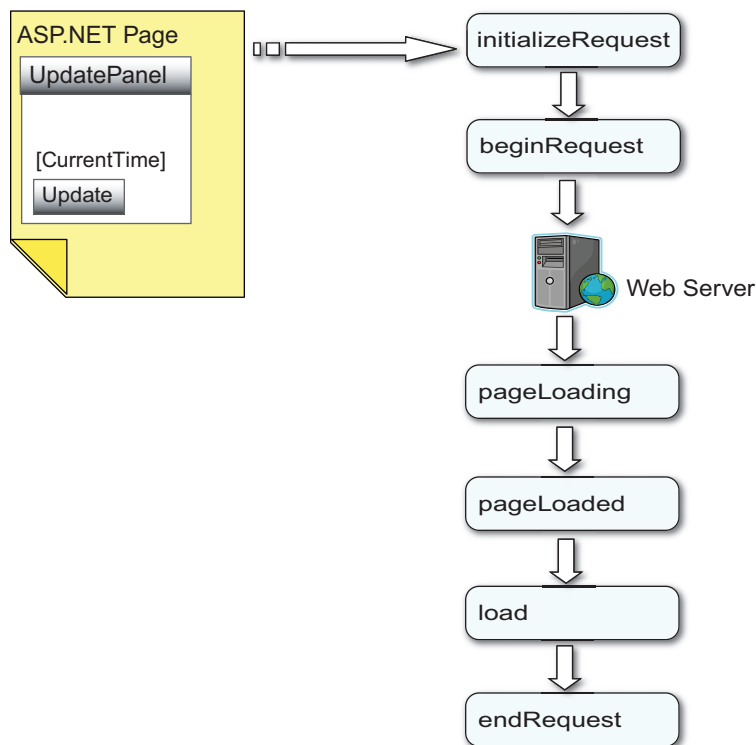 ASP.NET Page
UpdatePanel
[CurrentTime]
Update
initializeRequest
beginRequest
Web Server
pageLoading
pageLoaded
load
endRequest